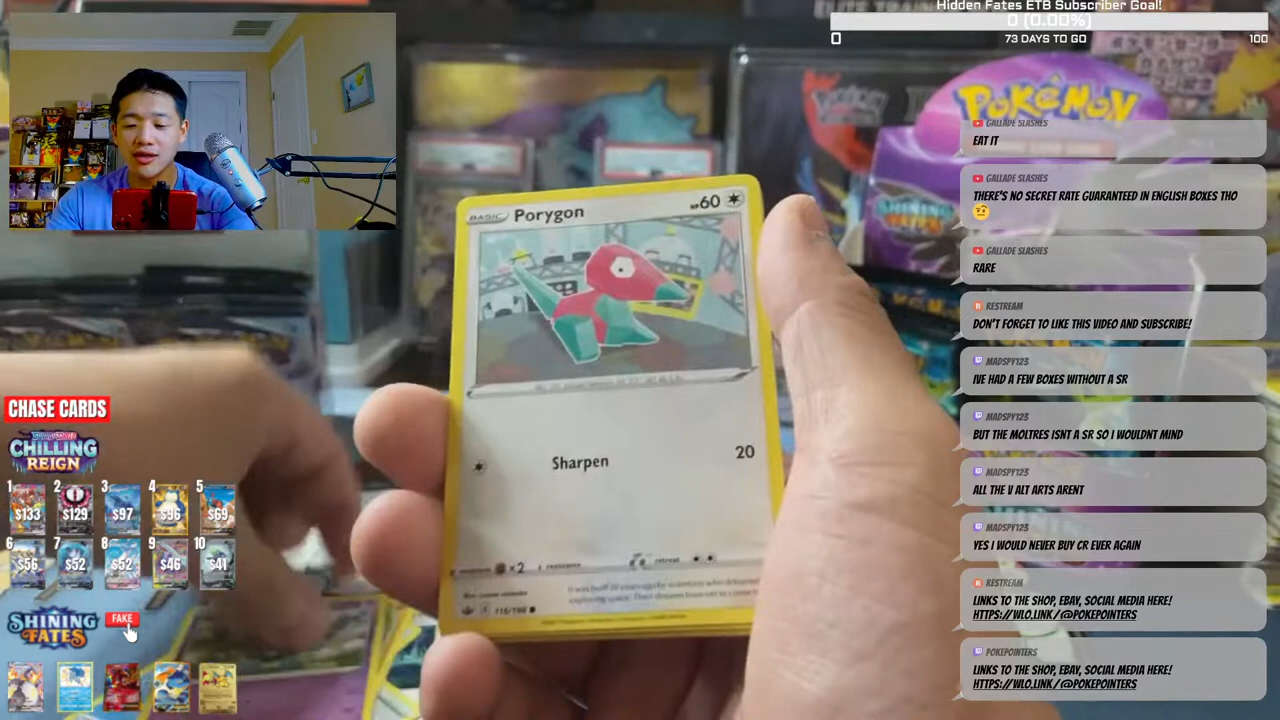 Hidden Fates ETB Subscriber Goal!
0 (0.00%)
0
73 DAYS TO GO
100
POKéMON
SHINING
BASIC Porygon
HP60
Sharpen
20
×2
retreat
CHASE CARDS
CHILLING
REIGN
1 $133
2 $129
3 $97
4 $96
5 $69
6 $56
7 $52
8 $52
9 $46
10 $41
SHINING
FATES
FAKE
GALLADE SLASHES
EAT IT
GALLADE SLASHES
THERE'S NO SECRET RATE GUARANTEED IN ENGLISH BOXES THO
GALLADE SLASHES
RARE
RESTREAM
DON'T FORGET TO LIKE THIS VIDEO AND SUBSCRIBE!
MADSPY123
IVE HAD A FEW BOXES WITHOUT A SR
MADSPY123
BUT THE MOLTRES ISNT A SR SO I WOULDNT MIND
MADSPY123
ALL THE V ALT ARTS ARENT
MADSPY123
YES I WOULD NEVER BUY CR EVER AGAIN
RESTREAM
LINKS TO THE SHOP, EBAY, SOCIAL MEDIA HERE!
HTTPS://WLO.LINK/@POKEPOINTERS
POKEPOINTERS
LINKS TO THE SHOP, EBAY, SOCIAL MEDIA HERE!
HTTPS://WLO.LINK/@POKEPOINTERS